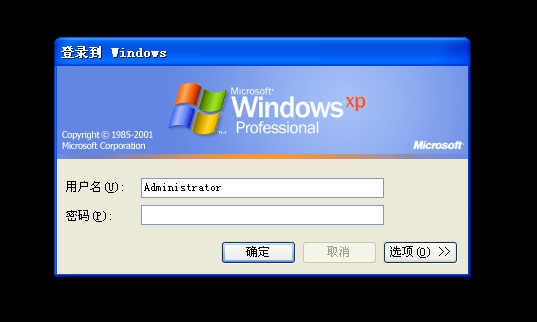 登录到 Windows
Microsoft®
Windows xp
Professional
Copyright © 1985-2001
Microsoft Corporation
Microsoft®
用户名(U): Administrator
密码(P):
确定 取消 选项(O) >>